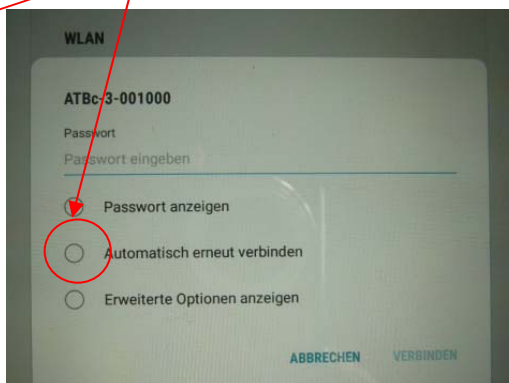 WLAN
ATBc-3-001000
Passwort
Passwort eingeben
Passwort anzeigen
Automatisch erneut verbinden
Erweiterte Optionen anzeigen
ABBRECHEN VERBINDEN